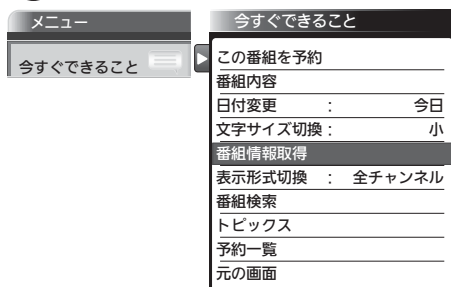 メニュー
今すぐできること
今すぐできること
この番組を予約
番組内容
日付変更 : 今日
文字サイズ切換 : 小
番組情報取得
表示形式切換 : 全チャンネル
番組検索
トピックス
予約一覧
元の画面